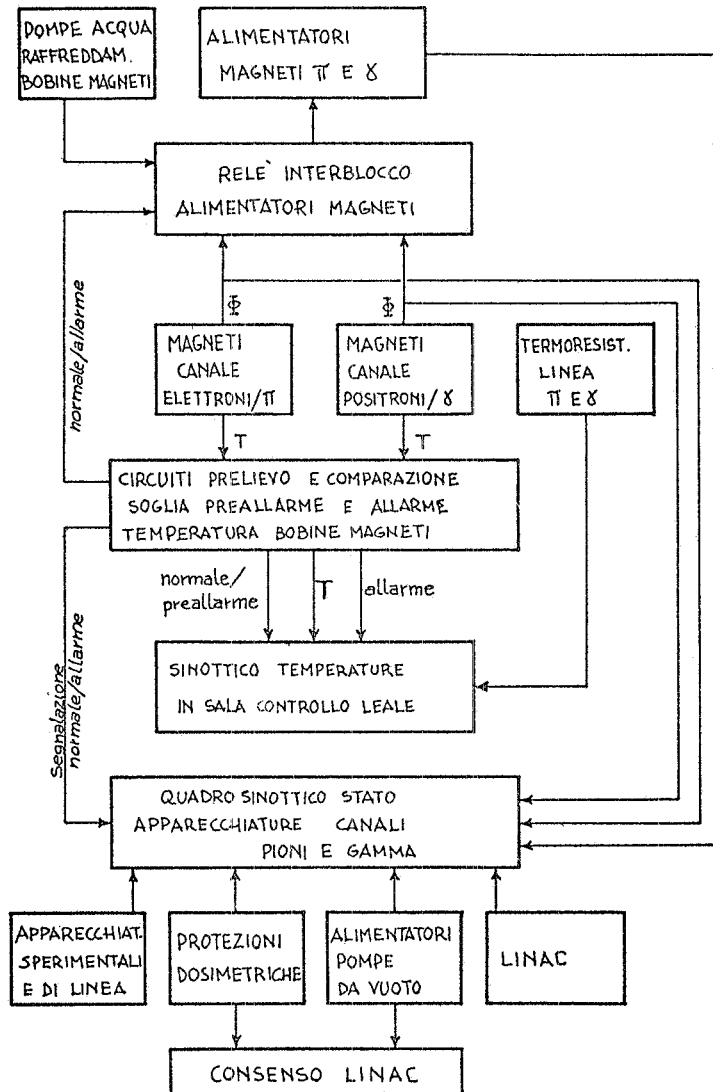 DOMPE ACQUA
RAFFREDDAM.
BOBINE MAGNETI
ALIMENTATORI
MAGNETI π E γ
RELE' INTERBLOCCO
ALIMENTATORI MAGNETI
normale/allarme
Φ
Φ
MAGNETI
CANALE
ELETTRONI/π
MAGNETI
CANALE
POSITRONI/γ
TERMORESIST.
LINEA
π E γ
T
T
CIRCUITI PRELIEVO E COMPARAZIONE
SOGLIA PREALLARME E ALLARME
TEMPERATURA BOBINE MAGNETI
normale/
preallarme
T
allarme
Segnalazione
normale/allarme
SINOTTICO TEMPERATURE
IN SALA CONTROLLO LEALE
QUADRO SINOTTICO STATO
APPARECCHIATURE CANALI
PIONI E GAMMA
APPARECCHIAT.
SPERIMENTALI
E DI LINEA
PROTEZIONI
DOSIMETRICHE
ALIMENTATORI
POMPE
DA VUOTO
LINAC
CONSENSO LINAC